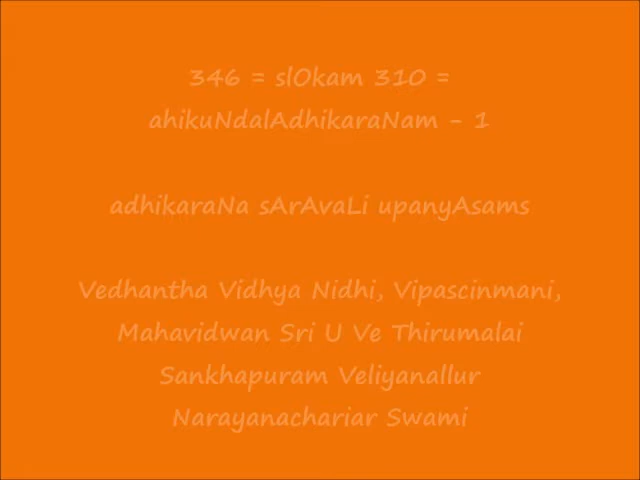 346 = slOkam 310 =
ahikuNdalAdhikaraNam - 1
adhikaraNa sArAvaLi upanyAsams
Vedhantha Vidhya Nidhi, Vipascinmani,
Mahavidwan Sri U Ve Thirumalai
Sankhapuram Veliyanallur
Narayanachariar Swami